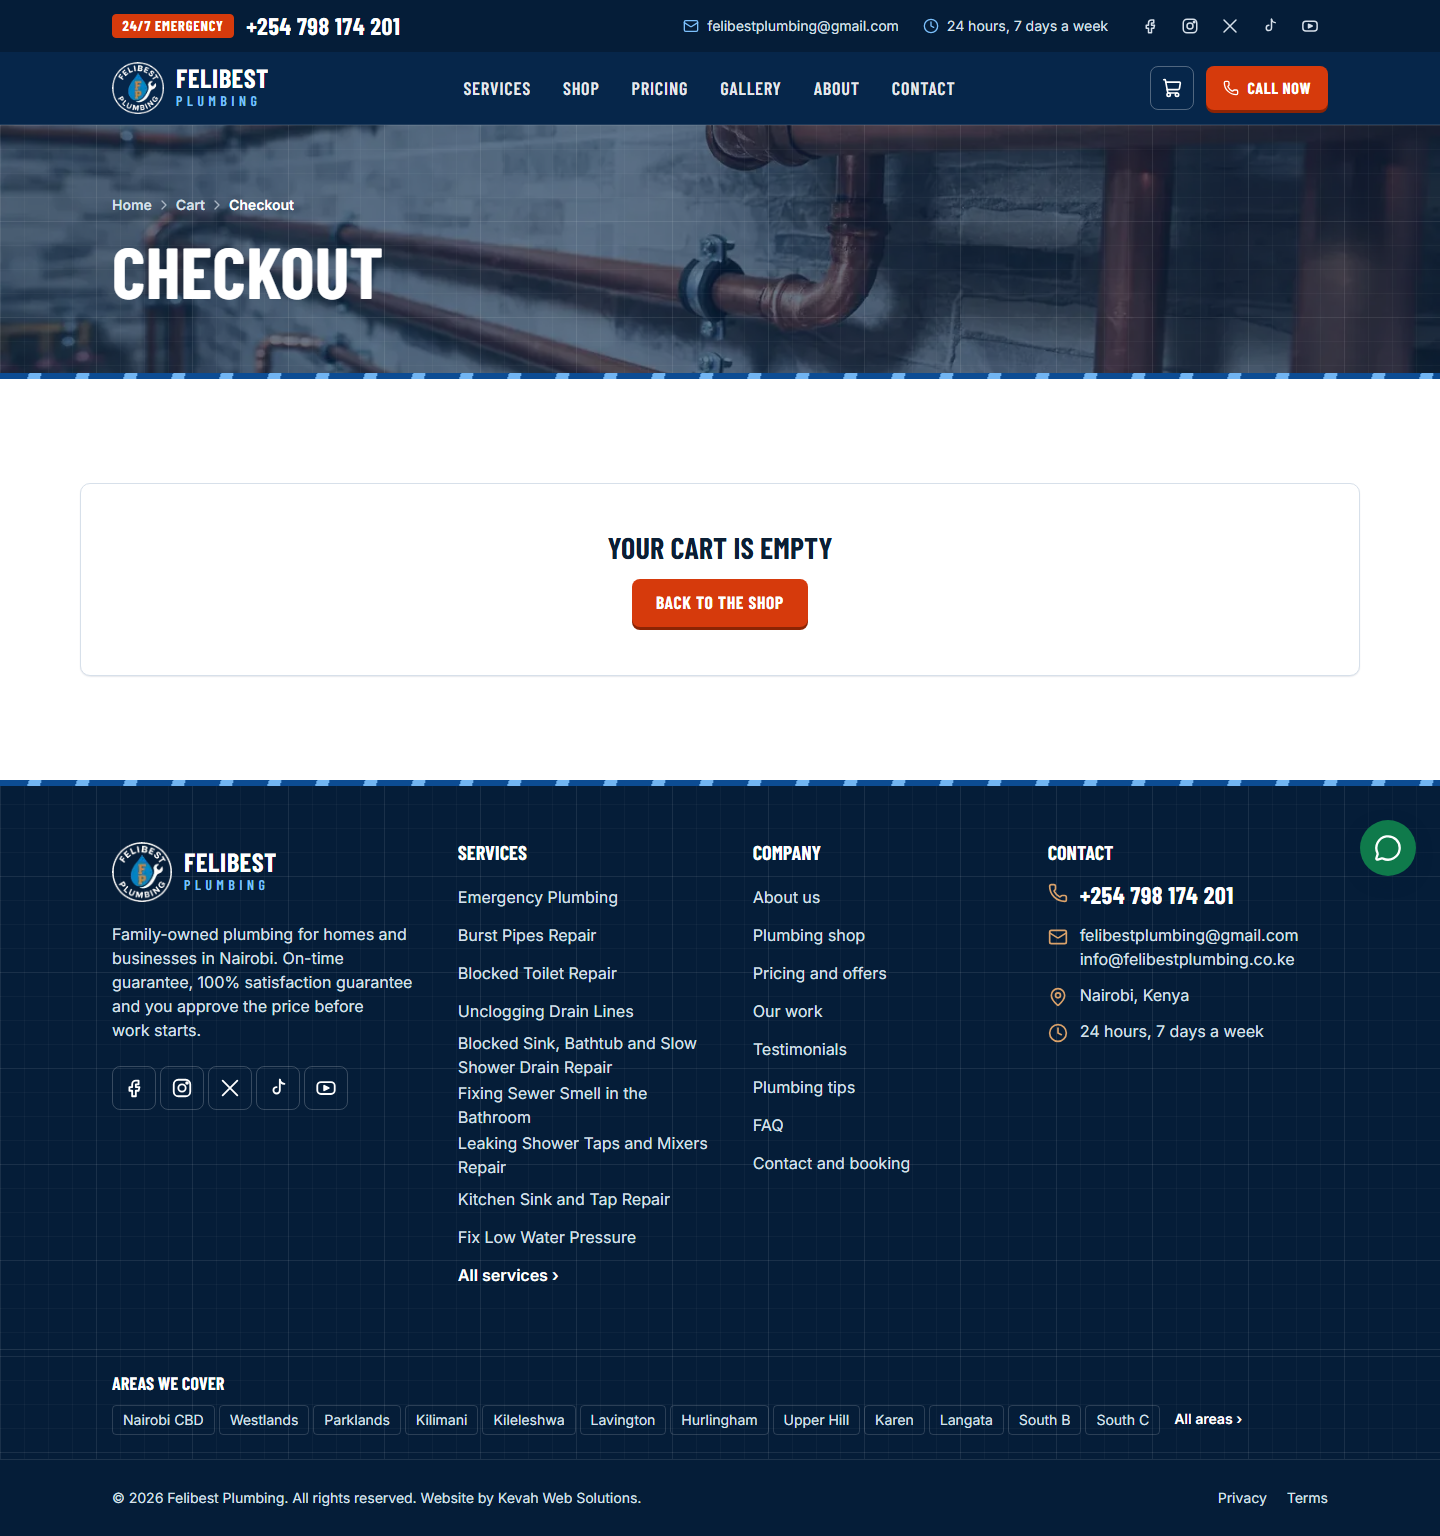 24/7 EMERGENCY +254 798 174 201 felibestplumbing@gmail.com 24 hours, 7 days a week
FELIBEST PLUMBING
FELIBEST
PLUMBING
FP
SERVICES SHOP PRICING GALLERY ABOUT CONTACT CALL NOW
Home > Cart > Checkout
CHECKOUT
YOUR CART IS EMPTY
BACK TO THE SHOP
FELIBEST PLUMBING
FELIBEST
PLUMBING
FP
Family-owned plumbing for homes and
businesses in Nairobi. On-time
guarantee, 100% satisfaction guarantee
and you approve the price before
work starts.
SERVICES
Emergency Plumbing
Burst Pipes Repair
Blocked Toilet Repair
Unclogging Drain Lines
Blocked Sink, Bathtub and Slow
Shower Drain Repair
Fixing Sewer Smell in the
Bathroom
Leaking Shower Taps and Mixers
Repair
Kitchen Sink and Tap Repair
Fix Low Water Pressure
All services ›
COMPANY
About us
Plumbing shop
Pricing and offers
Our work
Testimonials
Plumbing tips
FAQ
Contact and booking
CONTACT
+254 798 174 201
felibestplumbing@gmail.com
info@felibestplumbing.co.ke
Nairobi, Kenya
24 hours, 7 days a week
AREAS WE COVER
Nairobi CBD Westlands Parklands Kilimani Kileleshwa Lavington Hurlingham Upper Hill Karen Langata South B South C All areas ›
© 2026 Felibest Plumbing. All rights reserved. Website by Kevah Web Solutions. Privacy Terms